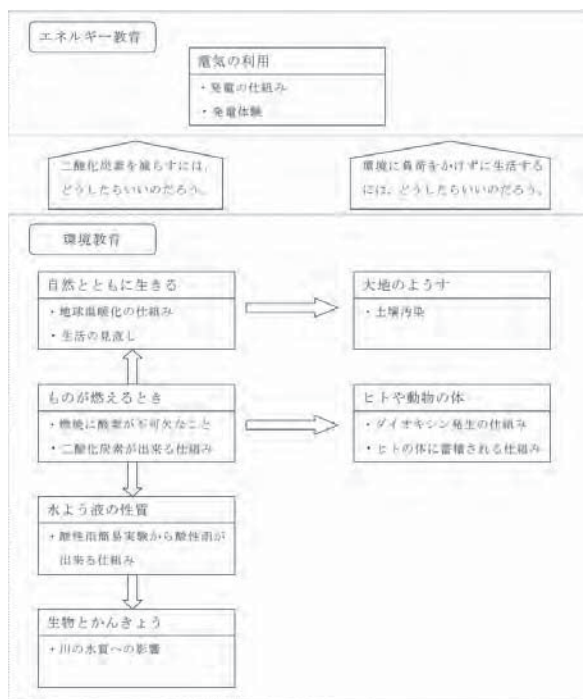 エネルギー教育
電気の利用
・発電の仕組み
・発電体験
二酸化炭素を減らすには、
どうしたらいいのだろう。
環境に負荷をかけずに生活する
には、どうしたらいいのだろう。
環境教育
自然とともに生きる
・地球温暖化の仕組み
・生活の見直し
大地のようす
・土壌汚染
ものが燃えるとき
・燃焼に酸素が不可欠なこと
・二酸化炭素が出来る仕組み
ヒトや動物の体
・ダイオキシン発生の仕組み
・ヒトの体に蓄積される仕組み
水よう液の性質
・酸性雨簡易実験から酸性雨が
出来る仕組み
生物とかんきょう
・川の水質への影響